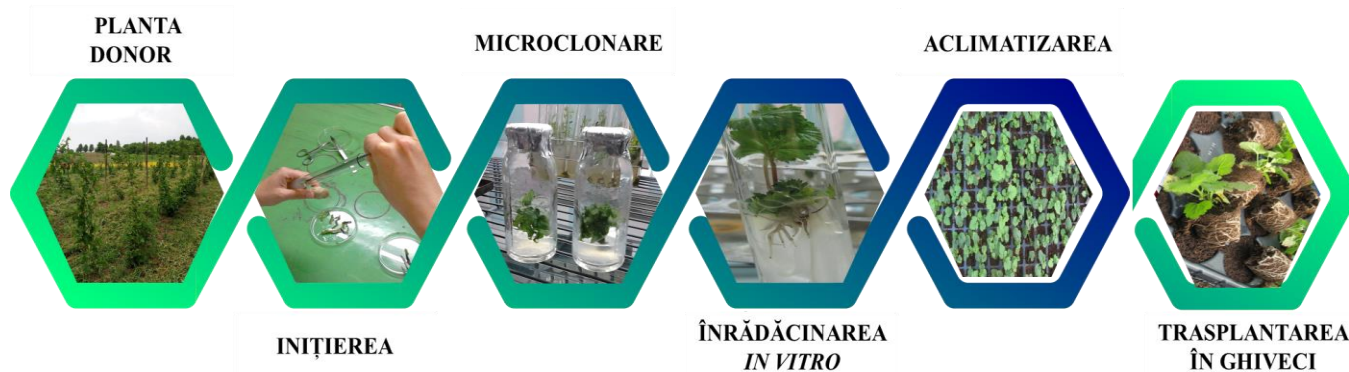 PLANTA
DONOR
INIȚIEREA
MICROCLONARE
ÎNRĂDĂCINAREA
IN VITRO
ACLIMATIZAREA
TRASPLANTAREA
ÎN GHIVECI